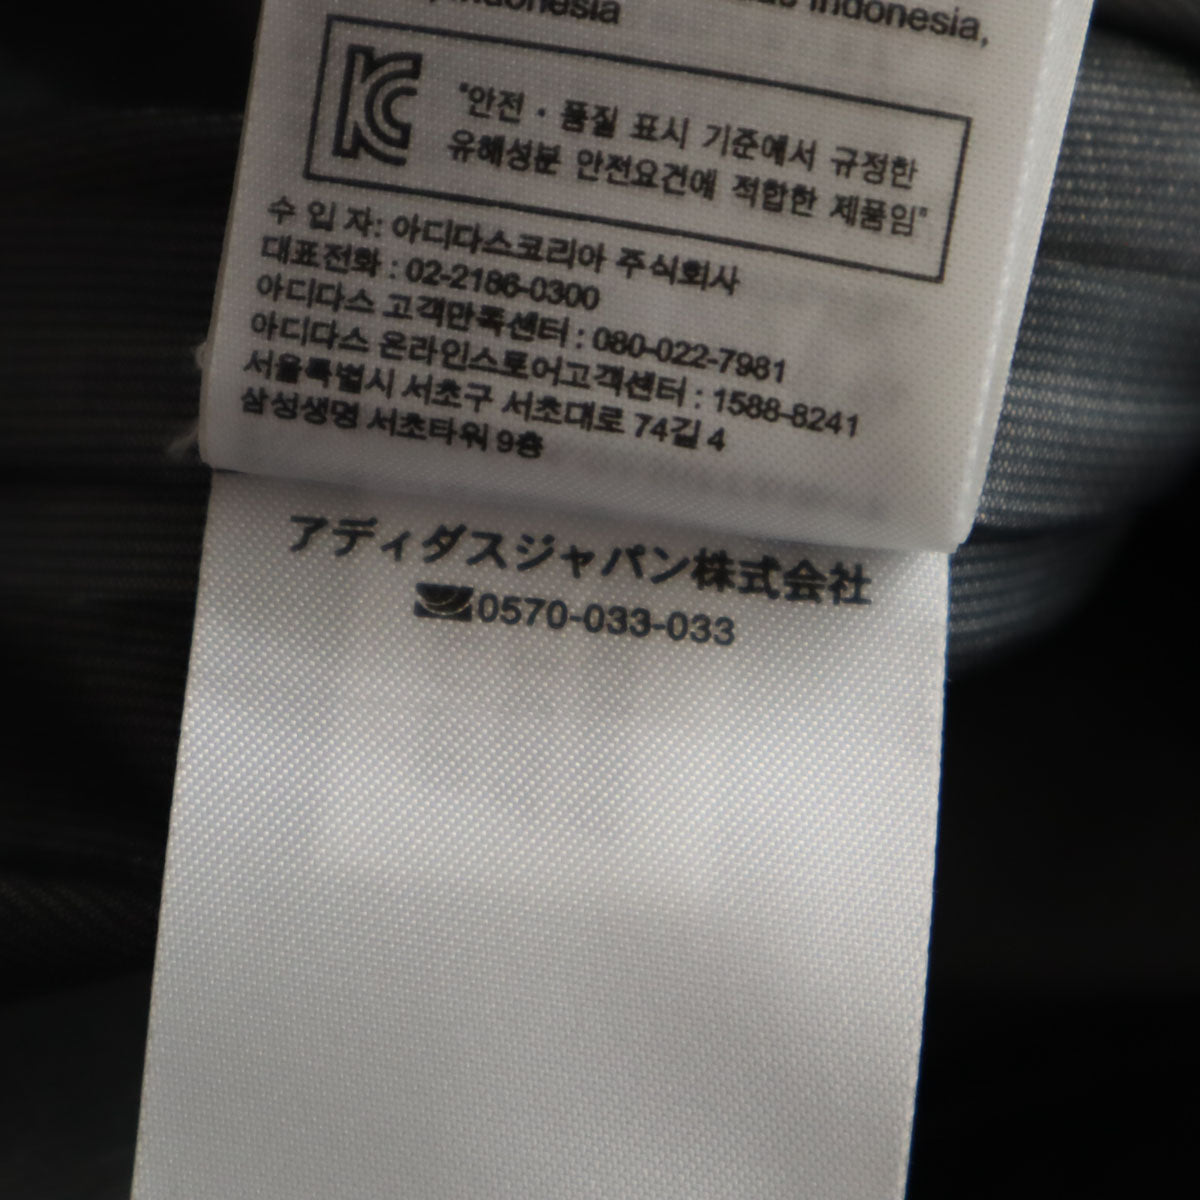 Indonesia
Indonesia,
KC
"안전 · 품질 표시 기준에서 규정한
유해성분 안전요건에 적합한 제품임"
수 입 자: 아디다스코리아 주식회사
대표전화 : 02-2186-0300
아디다스 고객만족센터 : 080-022-7981
아디다스 온라인스토어고객센터 : 1588-8241
서울특별시 서초구 서초대로 74길 4
삼성생명 서초타워 9층
アディダスジャパン株式会社
0570-033-033